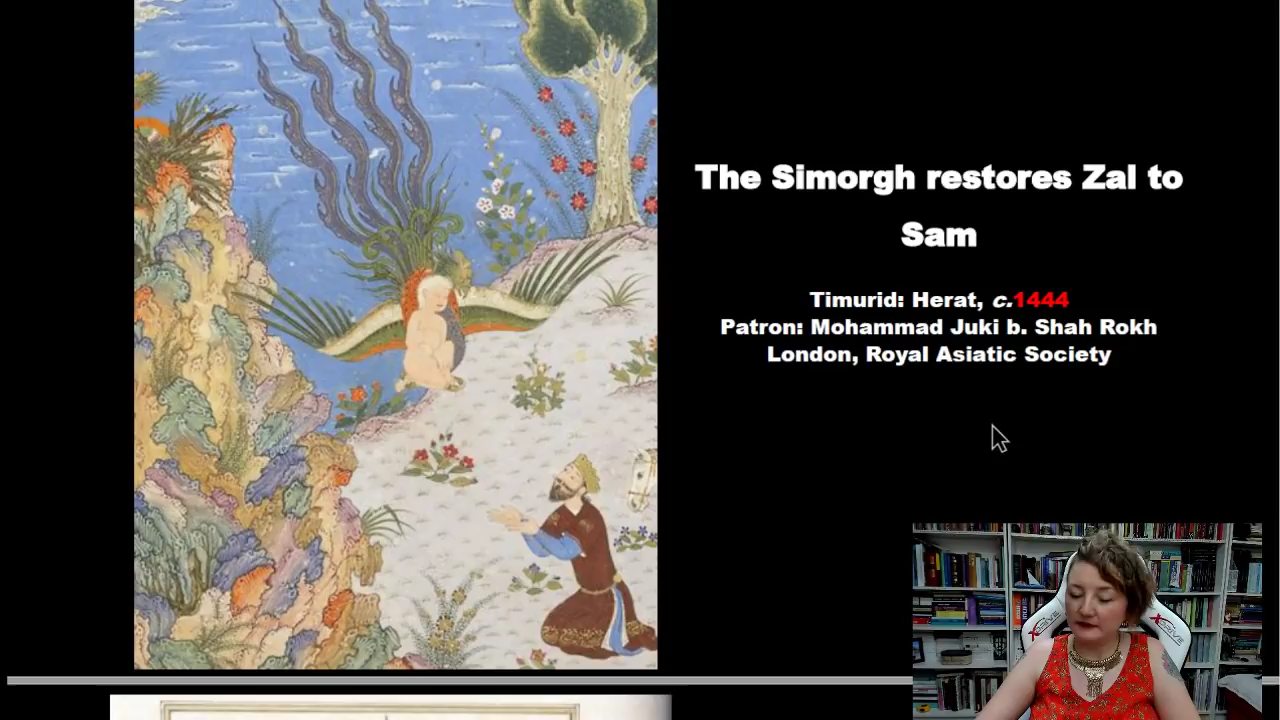 The Simorgh restores Zal to
Sam
Timurid: Herat, c.1444
Patron: Mohammad Juki b. Shah Rokh
London, Royal Asiatic Society